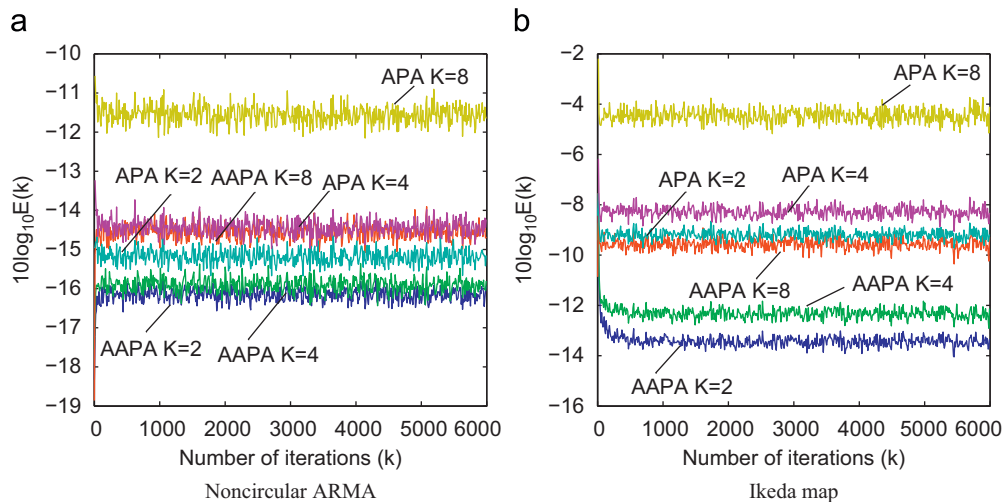 a
−10
−11
−12
−13
−14
−15
−16
−17
−18
−19
10log10E(k)
APA K=8
APA K=2
AAPA K=8
APA K=4
AAPA K=2
AAPA K=4
0 1000 2000 3000 4000 5000 6000
Number of iterations (k)
Noncircular ARMA
b
−2
−4
−6
−8
−10
−12
−14
−16
10log10E(k)
APA K=8
APA K=2
APA K=4
AAPA K=8
AAPA K=4
AAPA K=2
0 1000 2000 3000 4000 5000 6000
Number of iterations (k)
Ikeda map